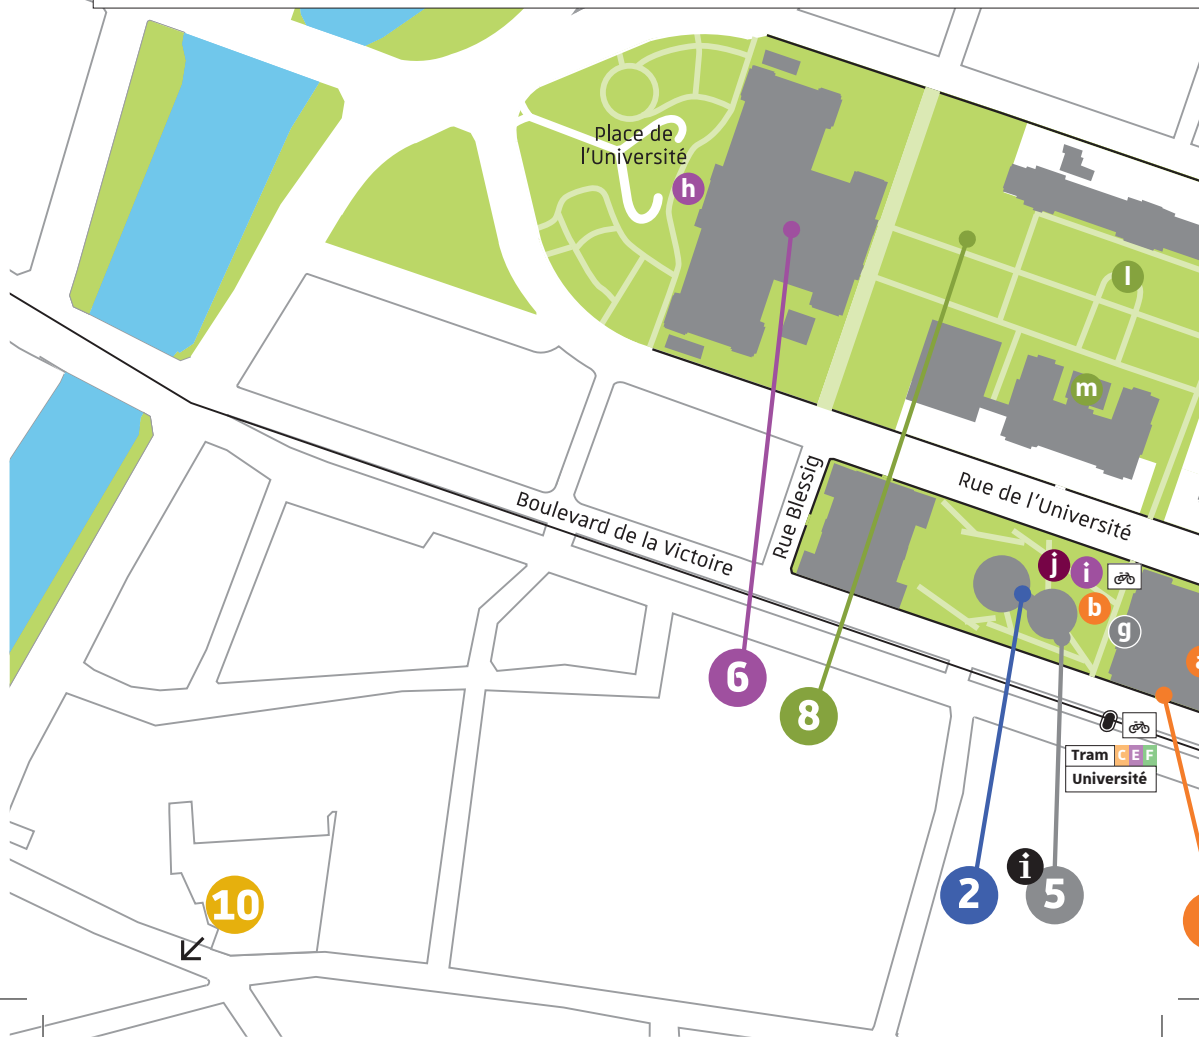 Place de
l'Université
h
l
m
Rue de l'Université
Rue Blessig
Boulevard de la Victoire
j
i
b
g
6
8
Tram C E F
Université
i
2
5
10